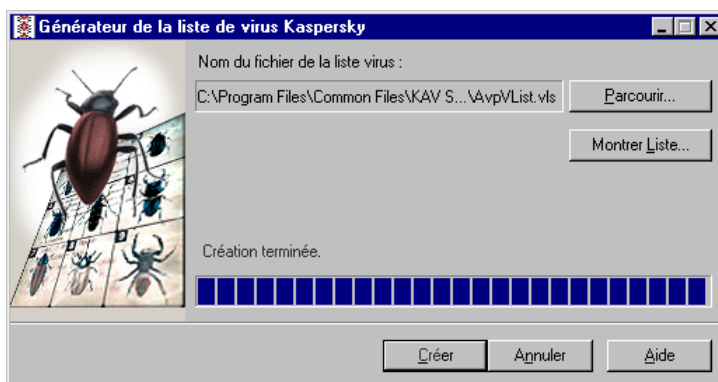 Générateur de la liste de virus Kaspersky
Nom du fichier de la liste virus :
C:\Program Files\Common Files\KAV S...\AvpVList.vls
Parcourir...
Montrer Liste...
Création terminée.
Créer
Annuler
Aide